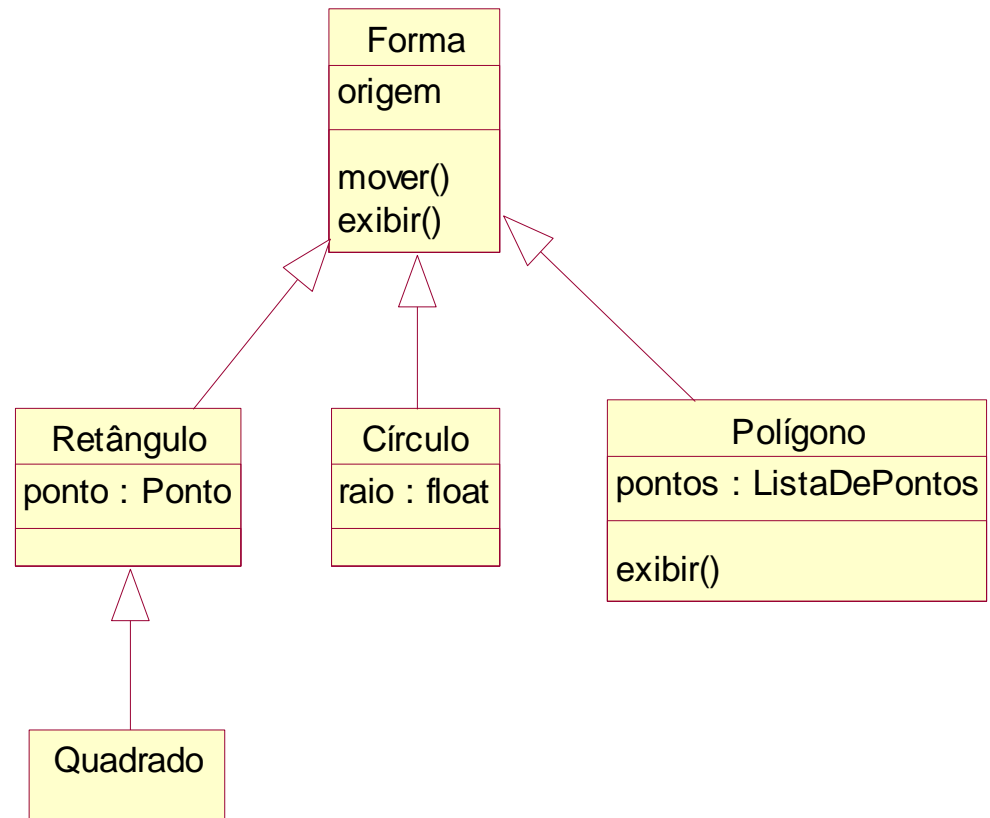 Forma
origem
mover()
exibir()
Retângulo
ponto : Ponto
Círculo
raio : float
Polígono
pontos : ListaDePontos
exibir()
Quadrado